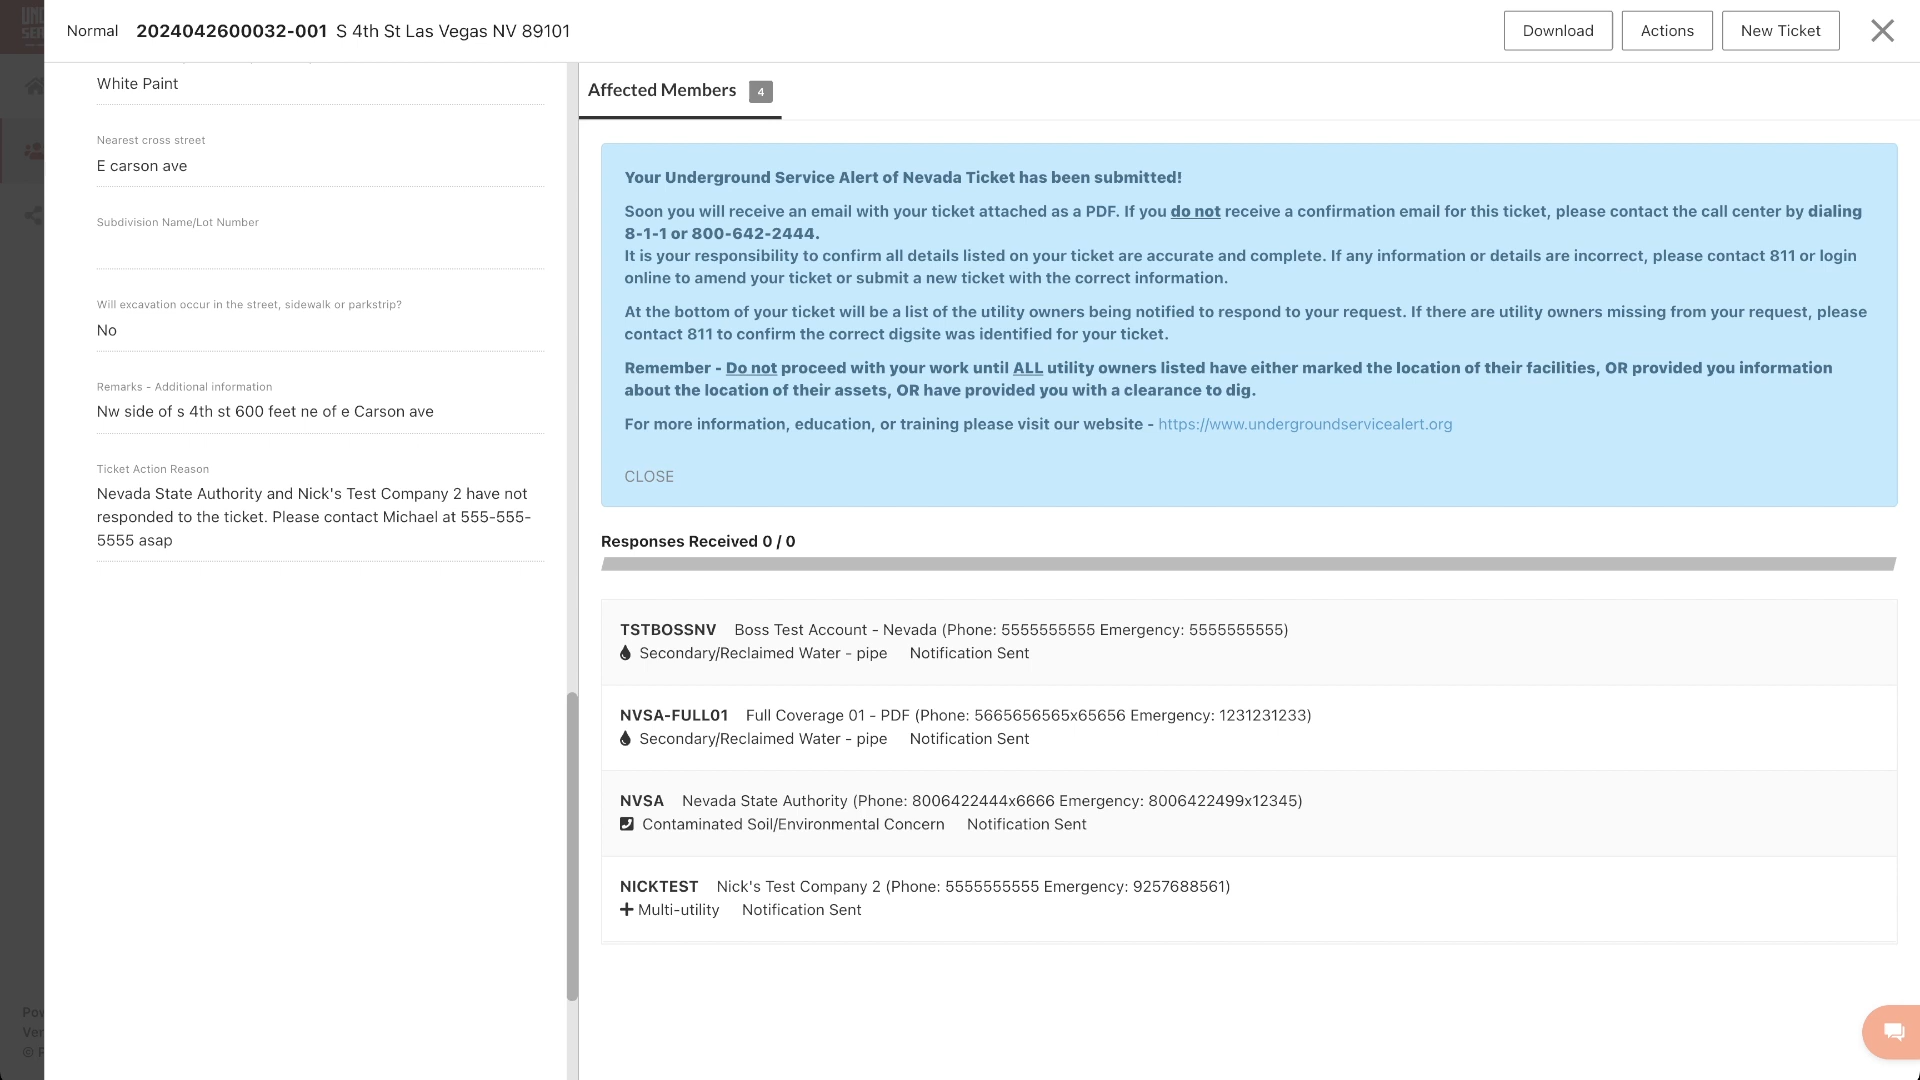 Normal 2024042600032-001 S 4th St Las Vegas NV 89101
Download
Actions
New Ticket
White Paint
Nearest cross street
E carson ave
Subdivision Name/Lot Number
Will excavation occur in the street, sidewalk or parkstrip?
No
Remarks - Additional information
Nw side of s 4th st 600 feet ne of e Carson ave
Ticket Action Reason
Nevada State Authority and Nick's Test Company 2 have not
responded to the ticket. Please contact Michael at 555-555-
5555 asap
Affected Members 4
Your Underground Service Alert of Nevada Ticket has been submitted!
Soon you will receive an email with your ticket attached as a PDF. If you do not receive a confirmation email for this ticket, please contact the call center by dialing
8-1-1 or 800-642-2444.
It is your responsibility to confirm all details listed on your ticket are accurate and complete. If any information or details are incorrect, please contact 811 or login
online to amend your ticket or submit a new ticket with the correct information.
At the bottom of your ticket will be a list of the utility owners being notified to respond to your request. If there are utility owners missing from your request, please
contact 811 to confirm the correct digsite was identified for your ticket.
Remember - Do not proceed with your work until ALL utility owners listed have either marked the location of their facilities, OR provided you information
about the location of their assets, OR have provided you with a clearance to dig.
For more information, education, or training please visit our website - https://www.undergroundservicealert.org
CLOSE
Responses Received 0 / 0
TSTBOSSNV Boss Test Account - Nevada (Phone: 5555555555 Emergency: 5555555555)
Secondary/Reclaimed Water - pipe Notification Sent
NVSA-FULL01 Full Coverage 01 - PDF (Phone: 5665656565x65656 Emergency: 1231231233)
Secondary/Reclaimed Water - pipe Notification Sent
NVSA Nevada State Authority (Phone: 8006422444x6666 Emergency: 8006422499x12345)
Contaminated Soil/Environmental Concern Notification Sent
NICKTEST Nick's Test Company 2 (Phone: 5555555555 Emergency: 9257688561)
Multi-utility Notification Sent